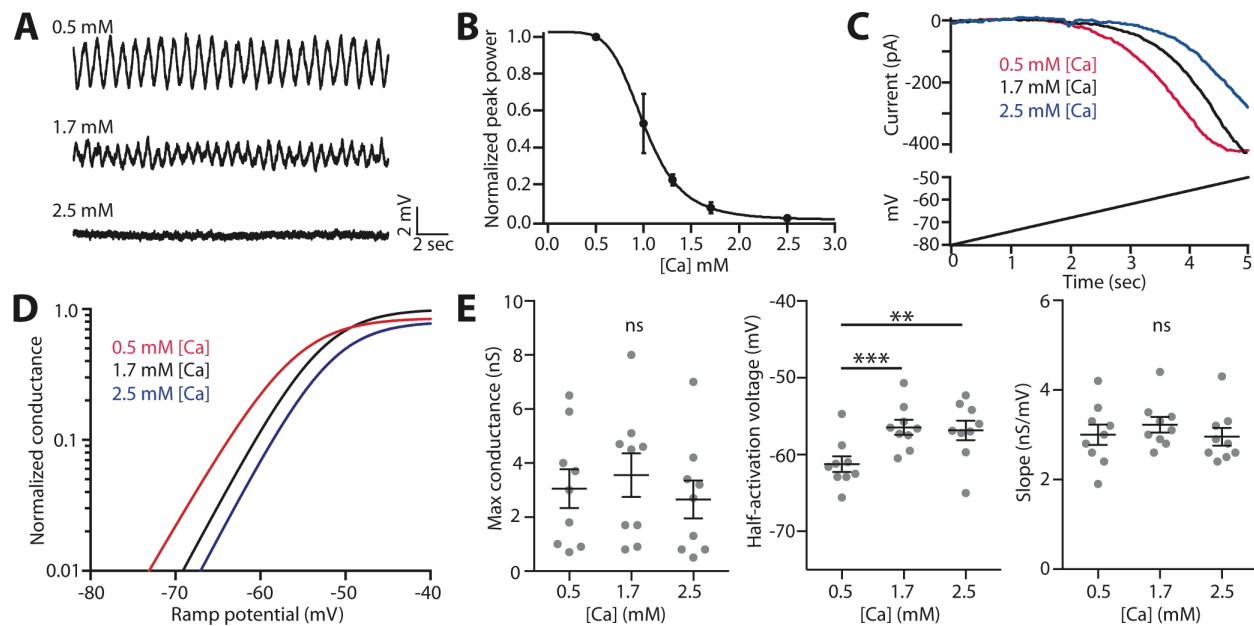 A
0.5 mM
1.7 mM
2.5 mM
2 mV
2 sec
B
Normalized peak power
1.0
0.8
0.6
0.4
0.2
0.0
0.0 0.5 1.0 1.5 2.0 2.5 3.0
[Ca] mM
C
Current (pA)
0
-200
-400
0.5 mM [Ca]
1.7 mM [Ca]
2.5 mM [Ca]
mV
-50
-60
-70
-80
0 1 2 3 4 5
Time (sec)
D
Normalized conductance
1.0
0.1
0.01
0.5 mM [Ca]
1.7 mM [Ca]
2.5 mM [Ca]
-80 -70 -60 -50 -40
Ramp potential (mV)
E
Max conductance (nS)
10
8
6
4
2
0
ns
0.5 1.7 2.5
[Ca] (mM)
Half-activation voltage (mV)
-40
-50
-60
-70
**
***
0.5 1.7 2.5
[Ca] (mM)
Slope (nS/mV)
6
4
2
0
ns
0.5 1.7 2.5
[Ca] (mM)